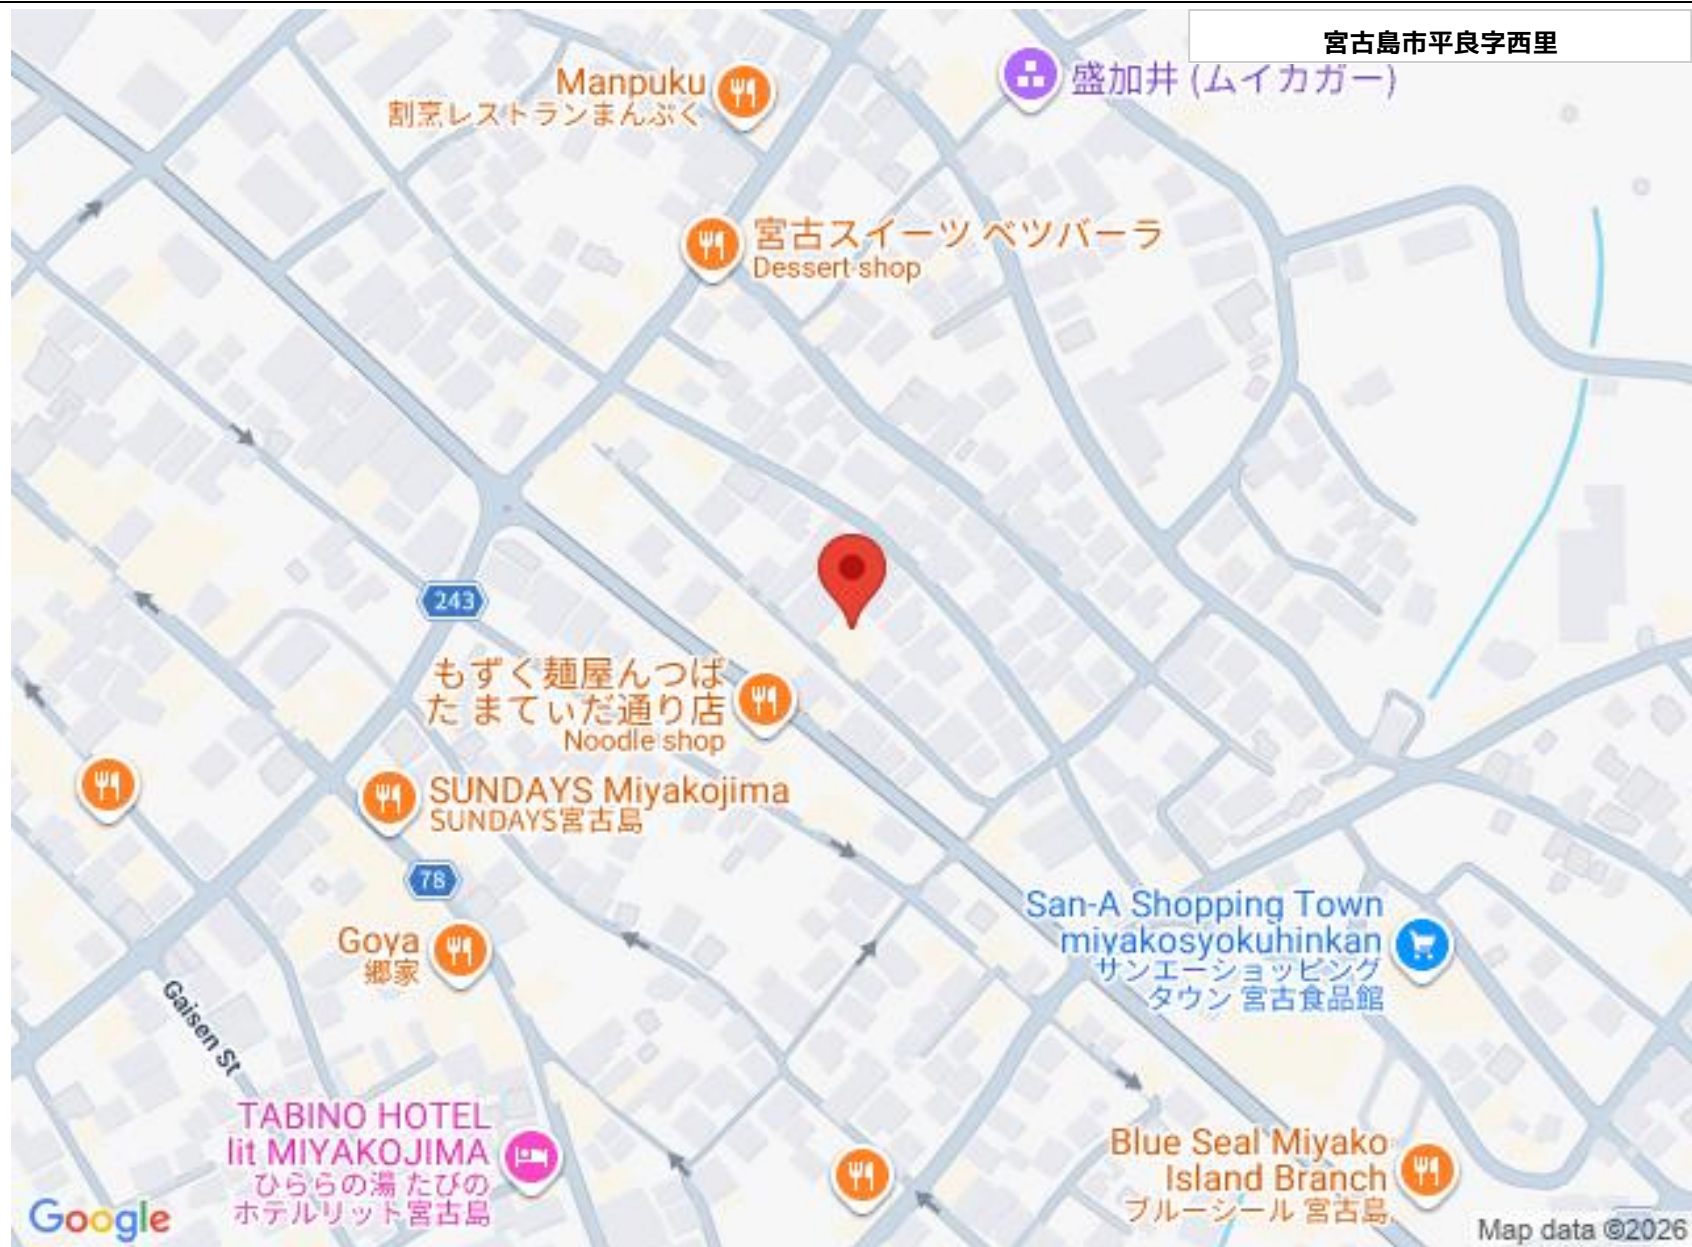 宮古島市平良字西里
Manpuku
割烹レストランまんぷく
盛加井 (ムイカガー)
宮古スイーツ ベツバーラ
Dessert shop
243
もずく麺屋んつば
た まてぃだ通り店
Noodle shop
SUNDAYS Miyakojima
SUNDAYS宮古島
78
Goya
郷家
San-A Shopping Town
miyakosyokuhinkan
サンエーショッピング
タウン 宮古食品館
Gaisen St
TABINO HOTEL
lit MIYAKOJIMA
ひららの湯 たびの
ホテルリット宮古島
Blue Seal Miyako
Island Branch
ブルーシール 宮古島
Google
Map data ©2026